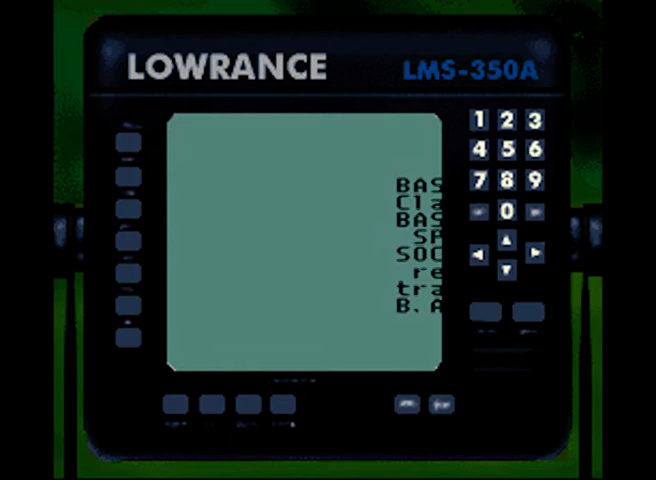 LOWRANCE LMS-350A
1 2 3
4 5 6
7 8 9
0
BAS
Cla
BAS
SP
SOC
re
tra
B.A